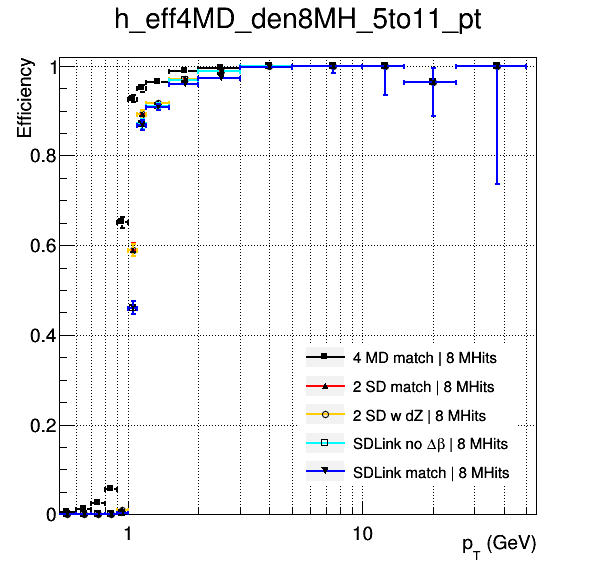 h_eff4MD_den8MH_5to11_pt
Efficiency
1
0.8
0.6
0.4
0.2
0
4 MD match | 8 MHits
2 SD match | 8 MHits
2 SD w dZ | 8 MHits
SDLink no Δβ | 8 MHits
SDLink match | 8 MHits
1
10
p_T (GeV)